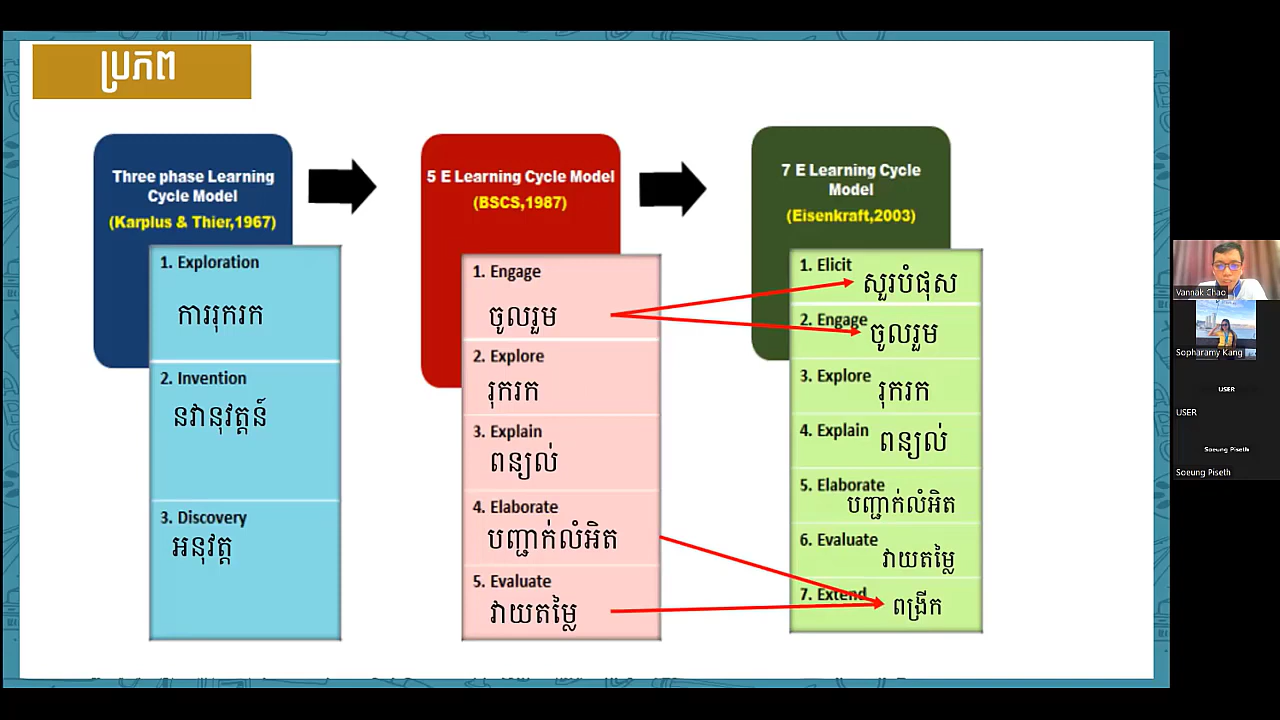 ប្រភព
Three phase Learning
Cycle Model
(Karplus & Thier,1967)
1. Exploration
ការរុករក
2. Invention
នវានុវត្តន៍
3. Discovery
អនុវត្ត
5 E Learning Cycle Model
(BSCS,1987)
1. Engage
ចូលរួម
2. Explore
រុករក
3. Explain
ពន្យល់
4. Elaborate
បញ្ជាក់លំអិត
5. Evaluate
វាយតម្លៃ
7 E Learning Cycle
Model
(Eisenkraft,2003)
1. Elicit
សួរបំផុស
2. Engage
ចូលរួម
3. Explore
រុករក
4. Explain
ពន្យល់
5. Elaborate
បញ្ជាក់លំអិត
6. Evaluate
វាយតម្លៃ
7. Extend
ពង្រីក
Vannak Chao
Sopharamy Kang
USER
USER
Soeung Piseth
Soeung Piseth